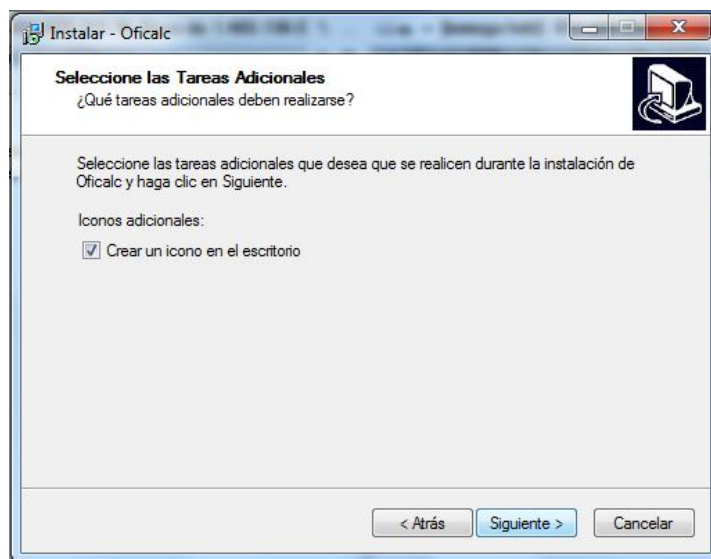 Instalar - Oficalc
Seleccione las Tareas Adicionales
¿Qué tareas adicionales deben realizarse?
Seleccione las tareas adicionales que desea que se realicen durante la instalación de
Oficalc y haga clic en Siguiente.
Iconos adicionales:
Crear un icono en el escritorio
< Atrás
Siguiente >
Cancelar